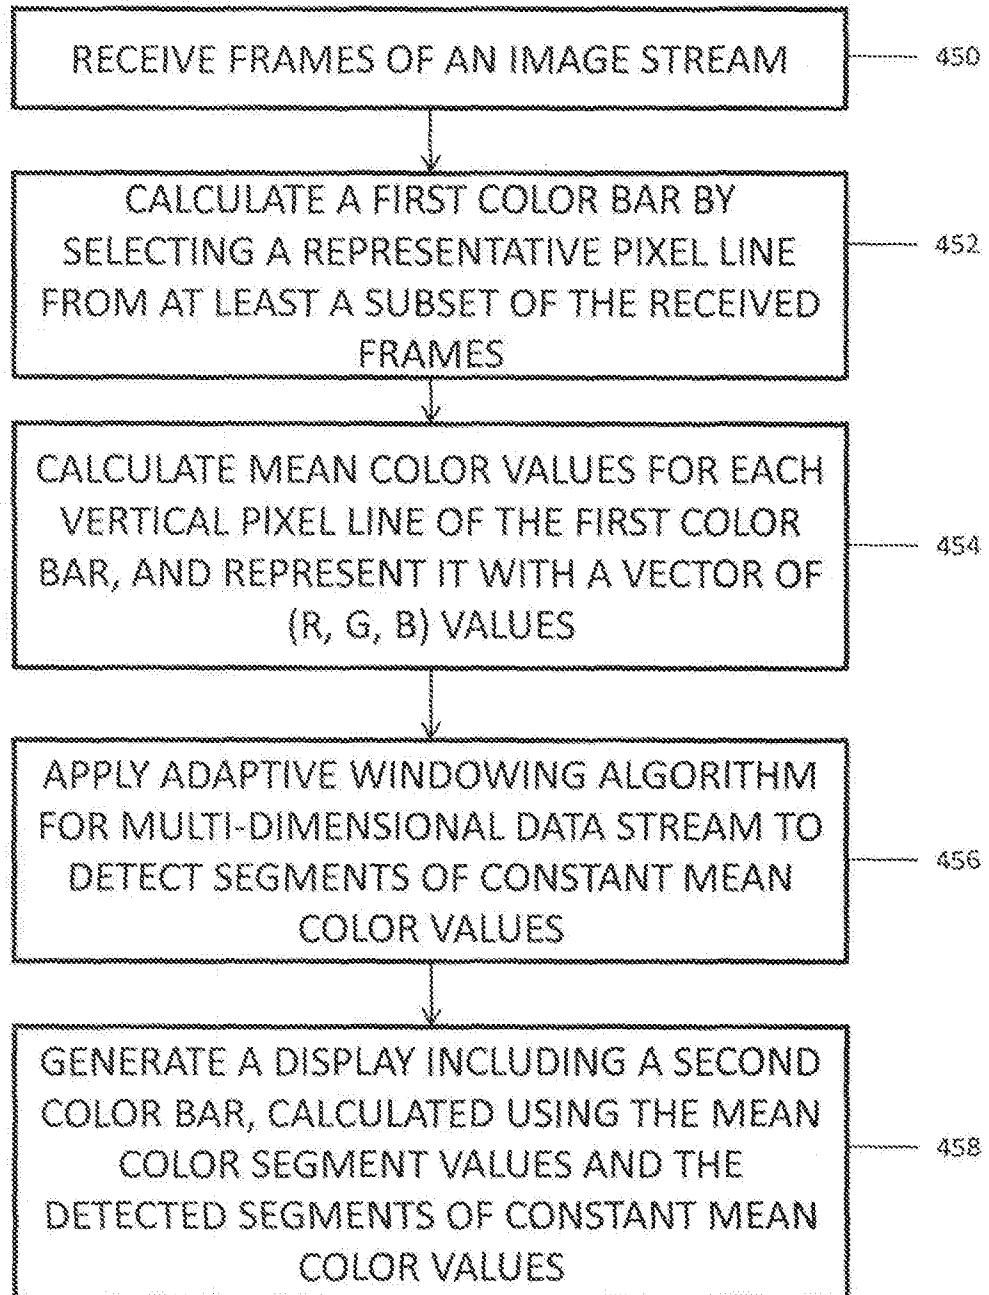 RECEIVE FRAMES OF AN IMAGE STREAM
450
CALCULATE A FIRST COLOR BAR BY
SELECTING A REPRESENTATIVE PIXEL LINE
FROM AT LEAST A SUBSET OF THE RECEIVED
FRAMES
452
CALCULATE MEAN COLOR VALUES FOR EACH
VERTICAL PIXEL LINE OF THE FIRST COLOR
BAR, AND REPRESENT IT WITH A VECTOR OF
(R, G, B) VALUES
454
APPLY ADAPTIVE WINDOWING ALGORITHM
FOR MULTI-DIMENSIONAL DATA STREAM TO
DETECT SEGMENTS OF CONSTANT MEAN
COLOR VALUES
456
GENERATE A DISPLAY INCLUDING A SECOND
COLOR BAR, CALCULATED USING THE MEAN
COLOR SEGMENT VALUES AND THE
DETECTED SEGMENTS OF CONSTANT MEAN
COLOR VALUES
458